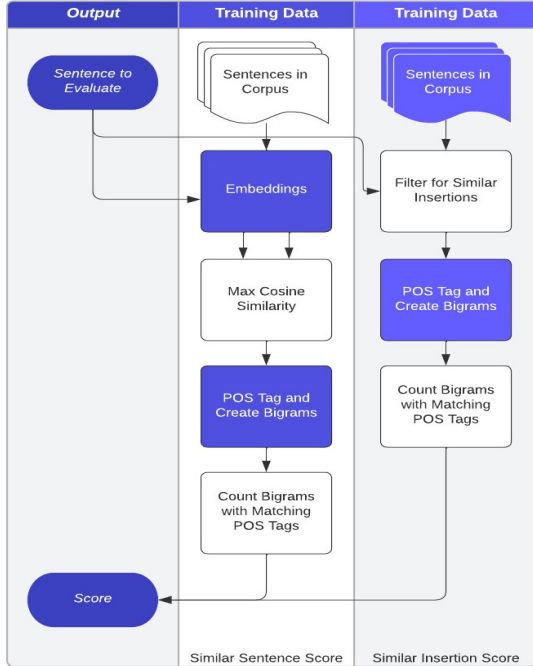 Output
Training Data
Training Data
Sentence to
Evaluate
Sentences in
Corpus
Sentences in
Corpus
Embeddings
Filter for Similar
Insertions
Max Cosine
Similarity
POS Tag and
Create Bigrams
POS Tag and
Create Bigrams
Count Bigrams
with Matching
POS Tags
Count Bigrams
with Matching
POS Tags
Score
Similar Sentence Score
Similar Insertion Score